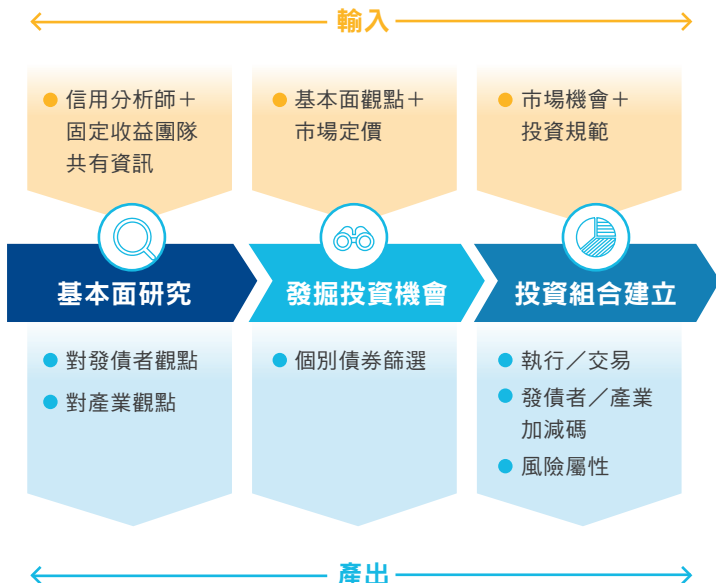 輸入
信用分析師＋
固定收益團隊
共有資訊
基本面觀點＋
市場定價
市場機會＋
投資規範
基本面研究
發掘投資機會
投資組合建立
對發債者觀點
對產業觀點
個別債券篩選
執行／交易
發債者／產業
加減碼
風險屬性
產出